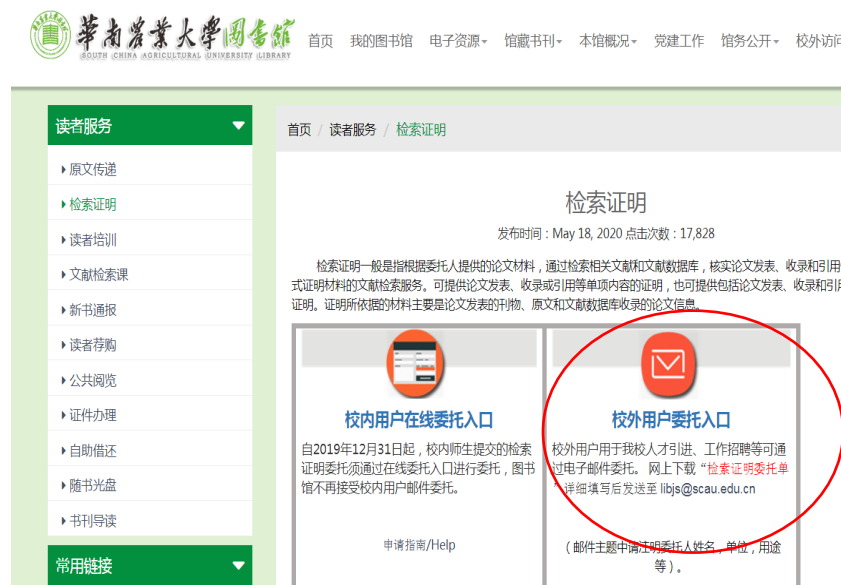 華南農業大學圖書館
SOUTH CHINA AGRICULTURAL UNIVERSITY LIBRARY
首页 我的图书馆 电子资源 馆藏书刊 本馆概况 党建工作 馆务公开 校外访问
读者服务
原文传递
检索证明
读者培训
文献检索课
新书通报
读者荐购
公共阅览
证件办理
自助借还
随书光盘
书刊导读
常用链接
首页 / 读者服务 / 检索证明
检索证明
发布时间：May 18, 2020 点击次数：17,828
检索证明一般是指根据委托人提供的论文材料，通过检索相关文献和文献数据库，核实论文发表、收录和引用
式证明材料的文献检索服务。可提供论文发表、收录或引用等单项内容的证明，也可提供包括论文发表、收录和引用
证明。证明所依据的材料主要是论文发表的刊物、原文和文献数据库收录的论文信息。
校内用户在线委托入口
自2019年12月31日起，校内师生提交的检索
证明委托须通过在线委托入口进行委托，图书
馆不再接受校内用户邮件委托。
申请指南/Help
校外用户委托入口
校外用户用于我校人才引进、工作招聘等可通
过电子邮件委托。 网上下载“检索证明委托单
”详细填写后发送至 libjs@scau.edu.cn
（邮件主题中请注明委托人姓名，单位，用途
等）。